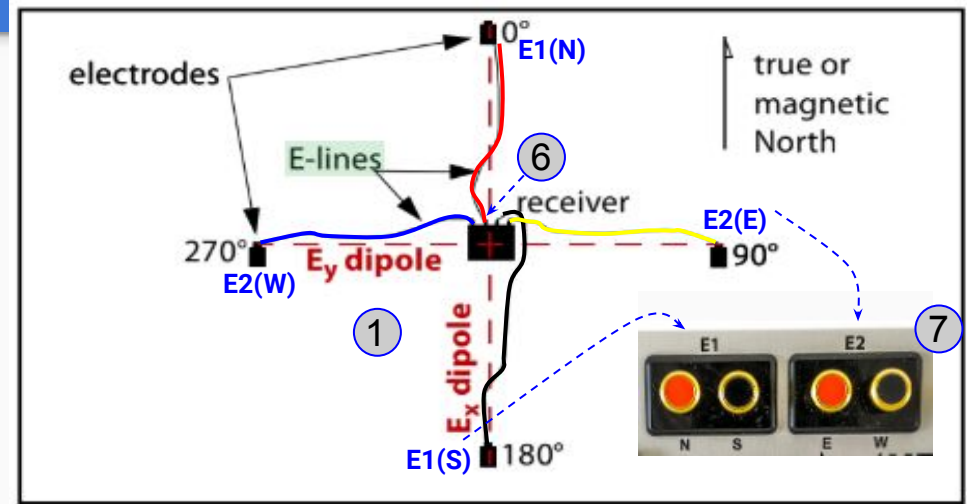 0°
E1(N)
electrodes
true or
magnetic
North
E-lines
6
receiver
E2(E)
270°
Ey dipole
90°
E2(W)
1
7
E1
E2
N
S
E
W
Ex dipole
E1(S)
180°